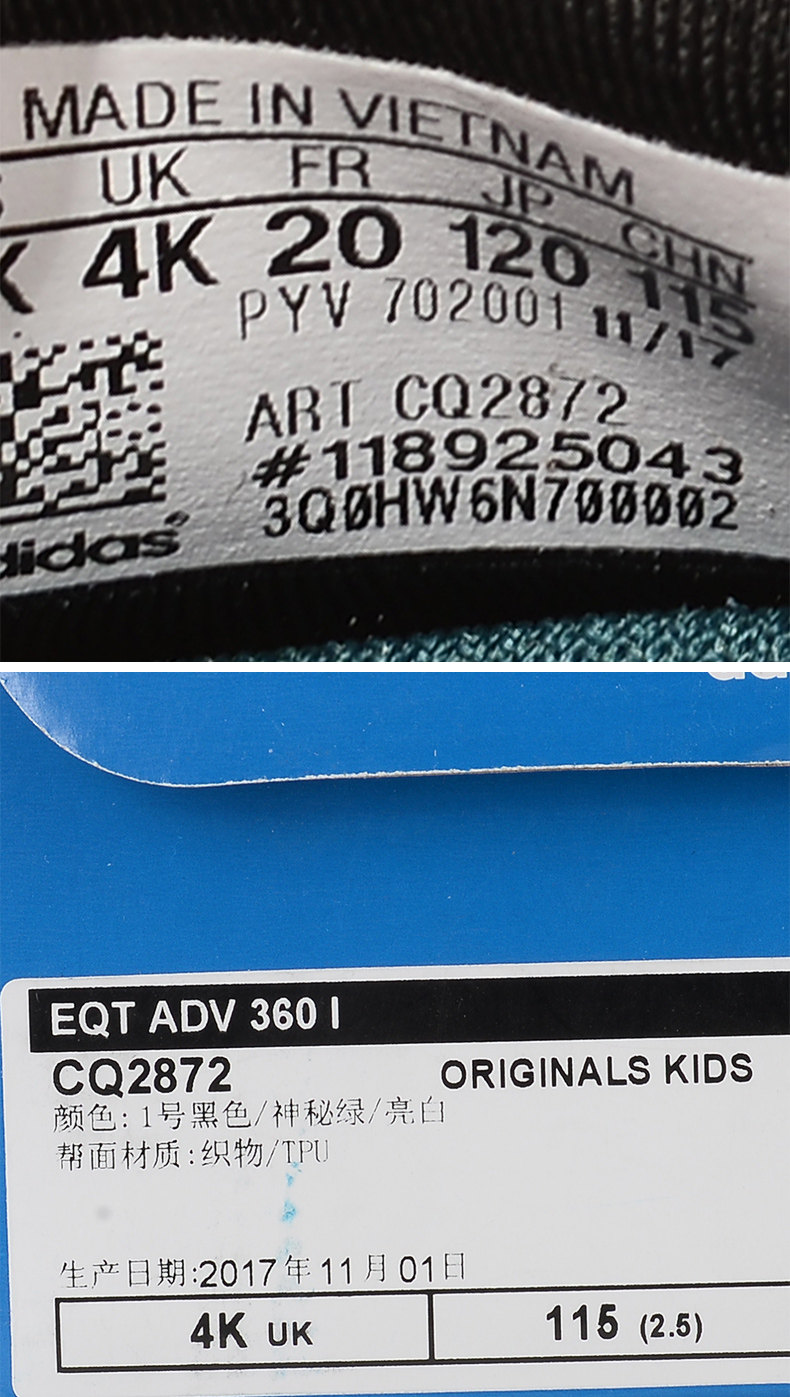 MADE IN VIETNAM
UK FR JP CHN
K 4K 20 120 115
PYV 702001 11/17
ART CQ2872
#118925043
3Q0HW6N700002
adidas
EQT ADV 360 I
CQ2872 ORIGINALS KIDS
颜色: 1号黑色/神秘绿/亮白
帮面材质:织物/TPU
生产日期:2017年11月01日
4K UK 115 (2.5)